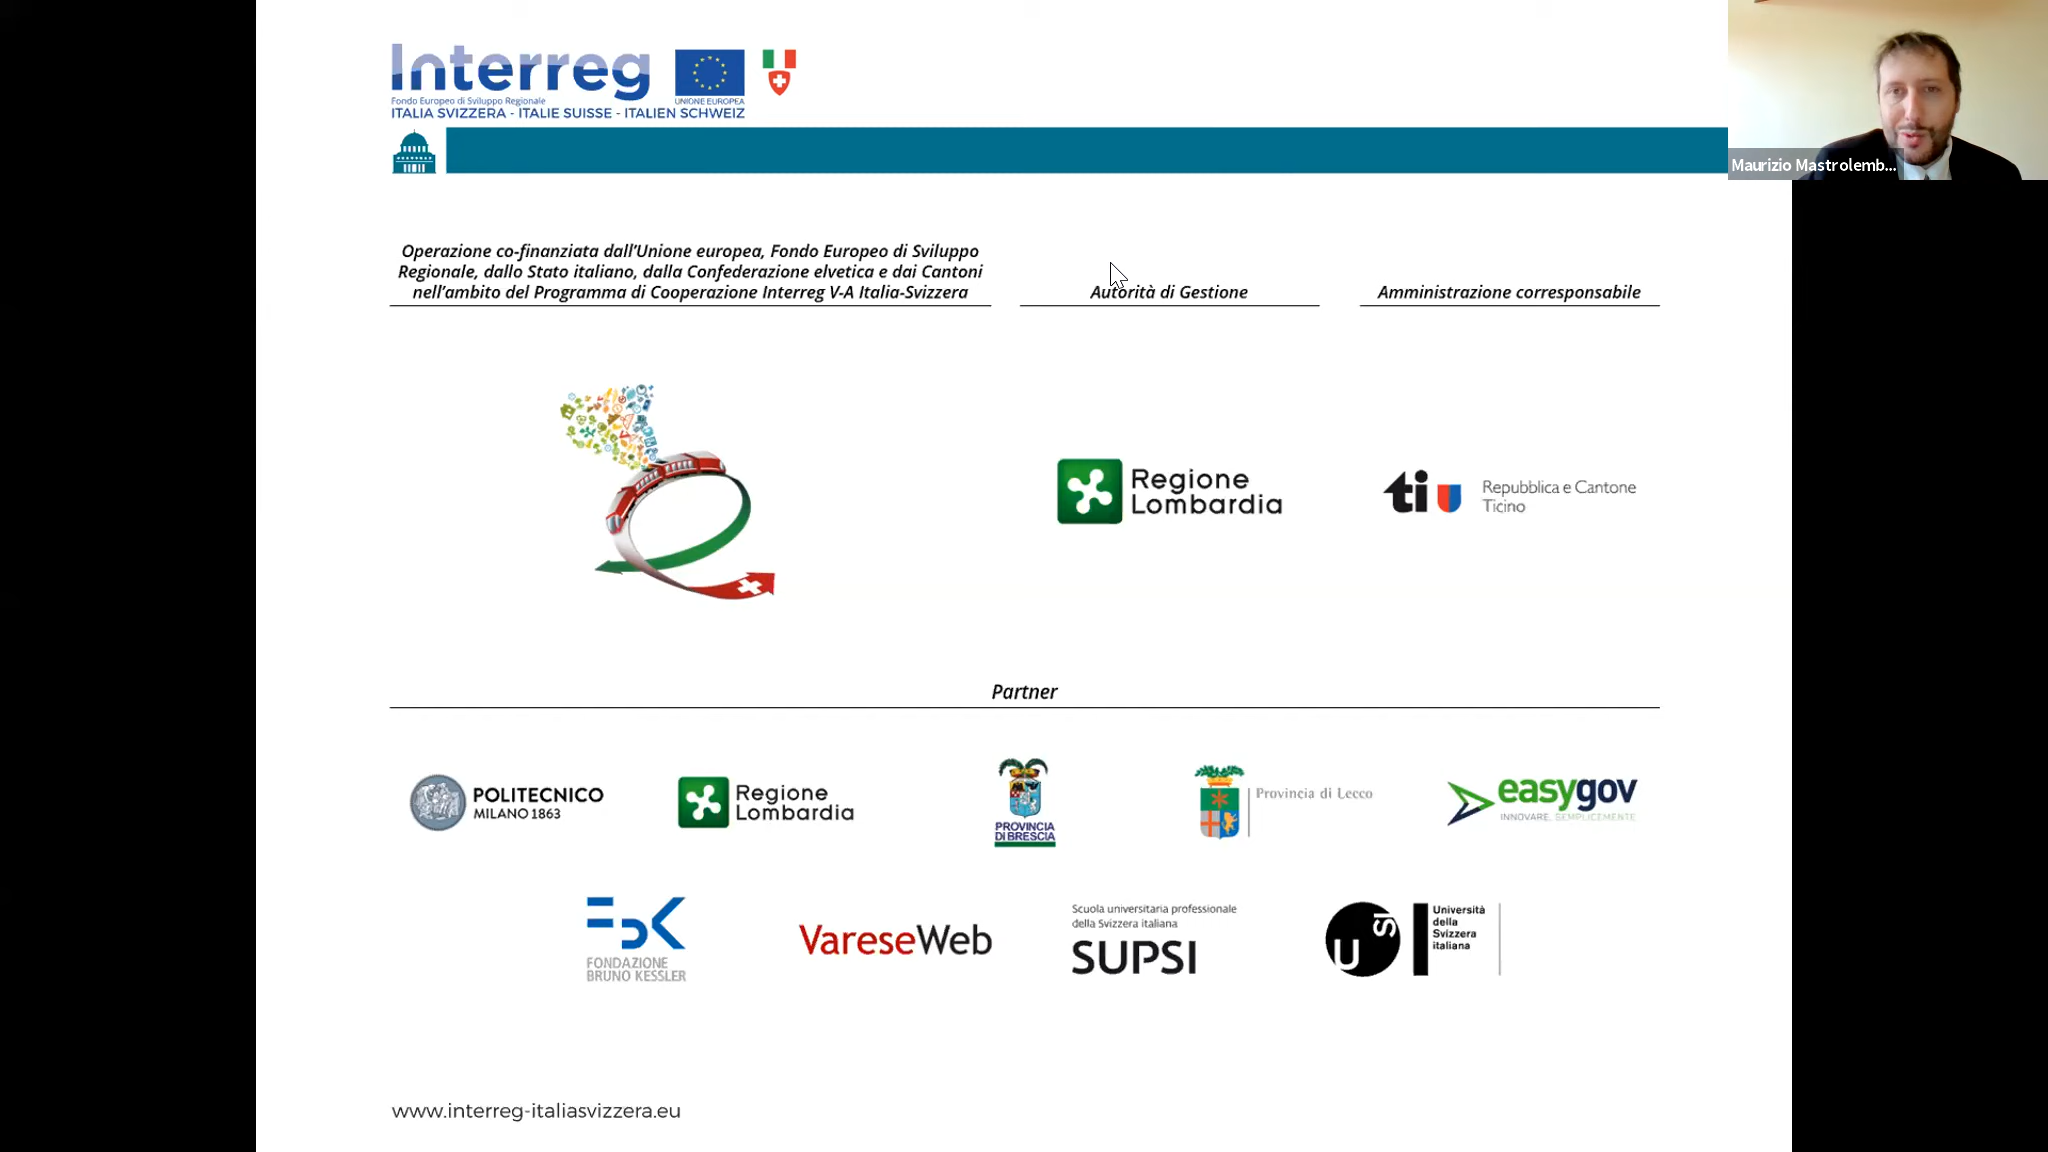 Interreg
Fondo Europeo di Sviluppo Regionale
UNIONE EUROPEA
ITALIA SVIZZERA - ITALIE SUISSE - ITALIEN SCHWEIZ
Maurizio Mastrolemb...
Operazione co-finanziata dall'Unione europea, Fondo Europeo di Sviluppo
Regionale, dallo Stato italiano, dalla Confederazione elvetica e dai Cantoni
nell'ambito del Programma di Cooperazione Interreg V-A Italia-Svizzera
Autorità di Gestione
Amministrazione corresponsabile
Regione
Lombardia
ti
Repubblica e Cantone
Ticino
Partner
POLITECNICO
MILANO 1863
Regione
Lombardia
PROVINCIA
DI BRESCIA
Provincia di Lecco
easygov
INNOVARE, SEMPLICEMENTE
FBK
FONDAZIONE
BRUNO KESSLER
VareseWeb
Scuola universitaria professionale
della Svizzera italiana
SUPSI
USI
Università
della
Svizzera
italiana
www.interreg-italiasvizzera.eu